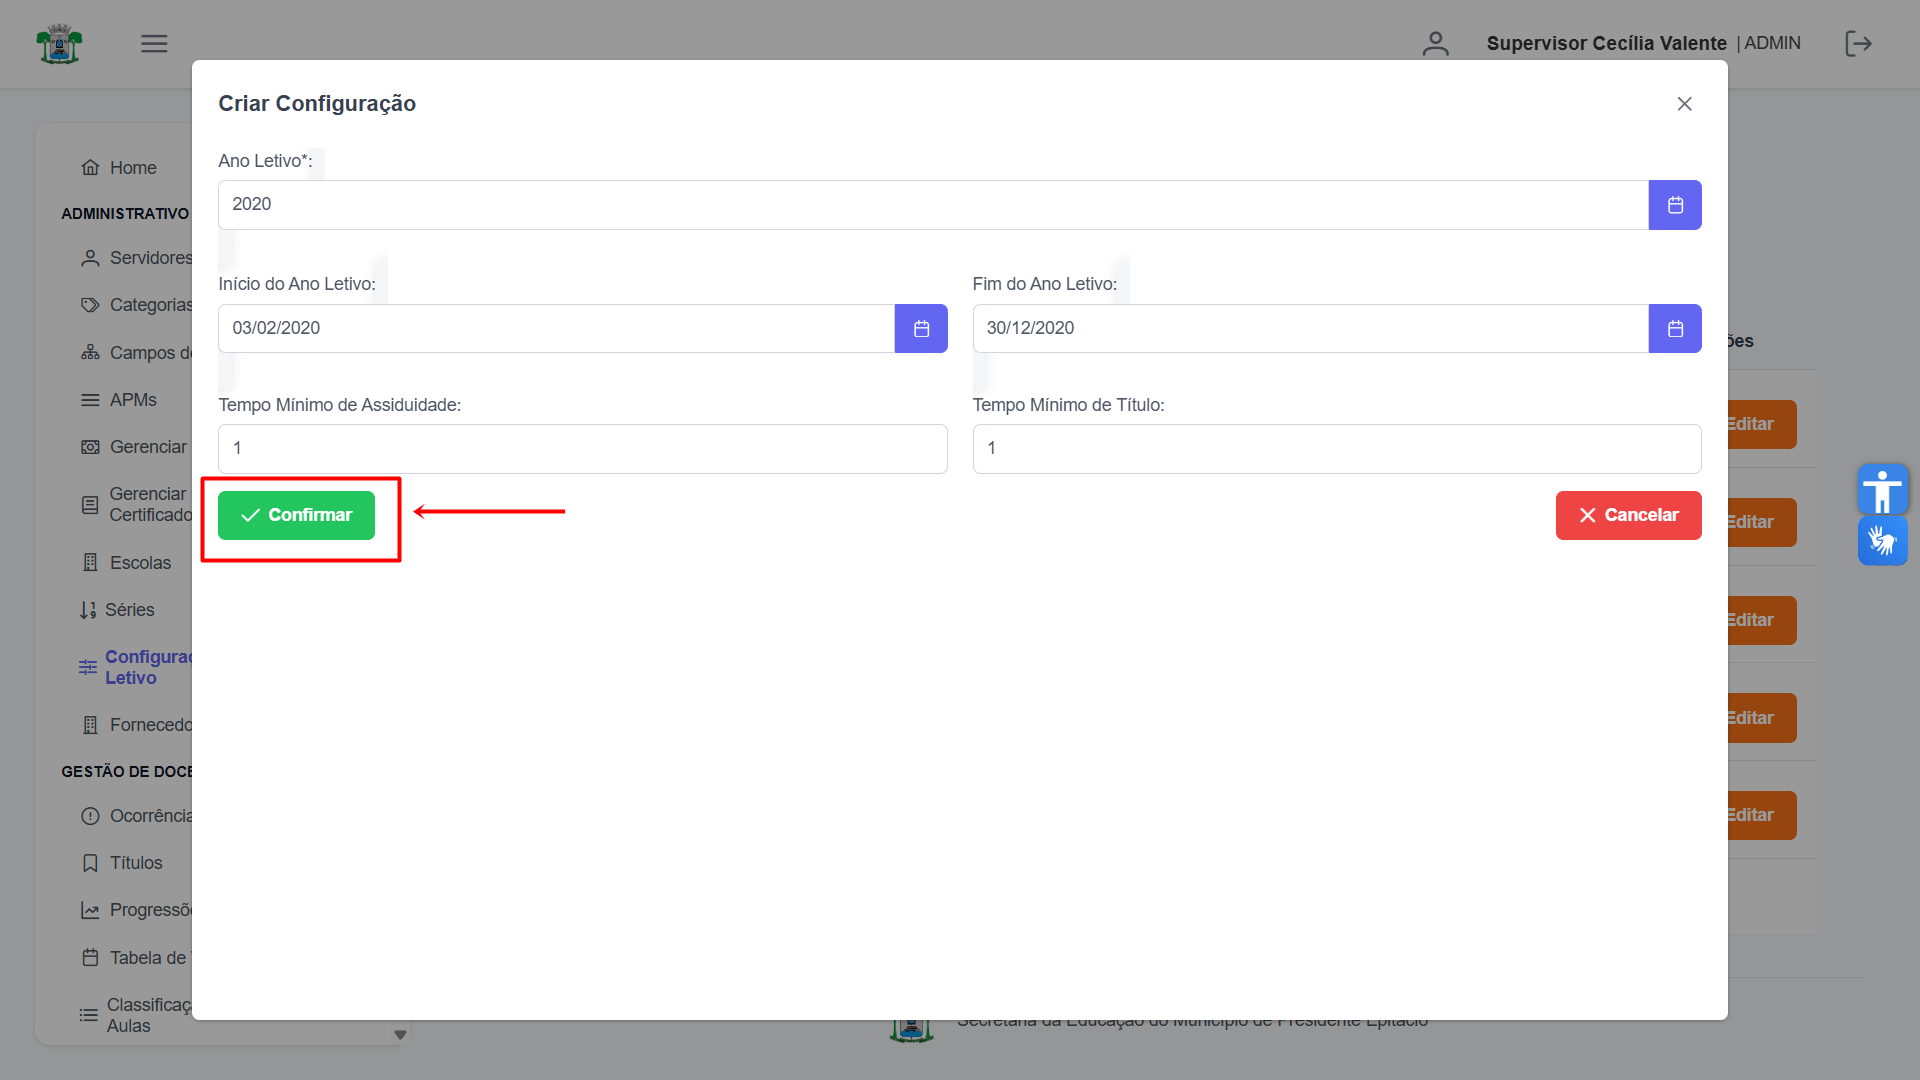 Supervisor Cecília Valente | ADMIN
Criar Configuração
Ano Letivo*:
2020
Início do Ano Letivo:
Fim do Ano Letivo:
03/02/2020
30/12/2020
Tempo Mínimo de Assiduidade:
Tempo Mínimo de Título:
1
1
Confirmar
Cancelar
Home
ADMINISTRATIVO
Servidores
Categorias
Campos de
APMs
Gerenciar
Gerenciar
Certificado
Escolas
Séries
Configuraç
Letivo
Fornecedo
GESTÃO DE DOCE
Ocorrência
Títulos
Progressõe
Tabela de
Classificaç
Aulas
ões
Editar
Editar
Editar
Editar
Editar
Secretaria da Educação do Município de Presidente Epitácio